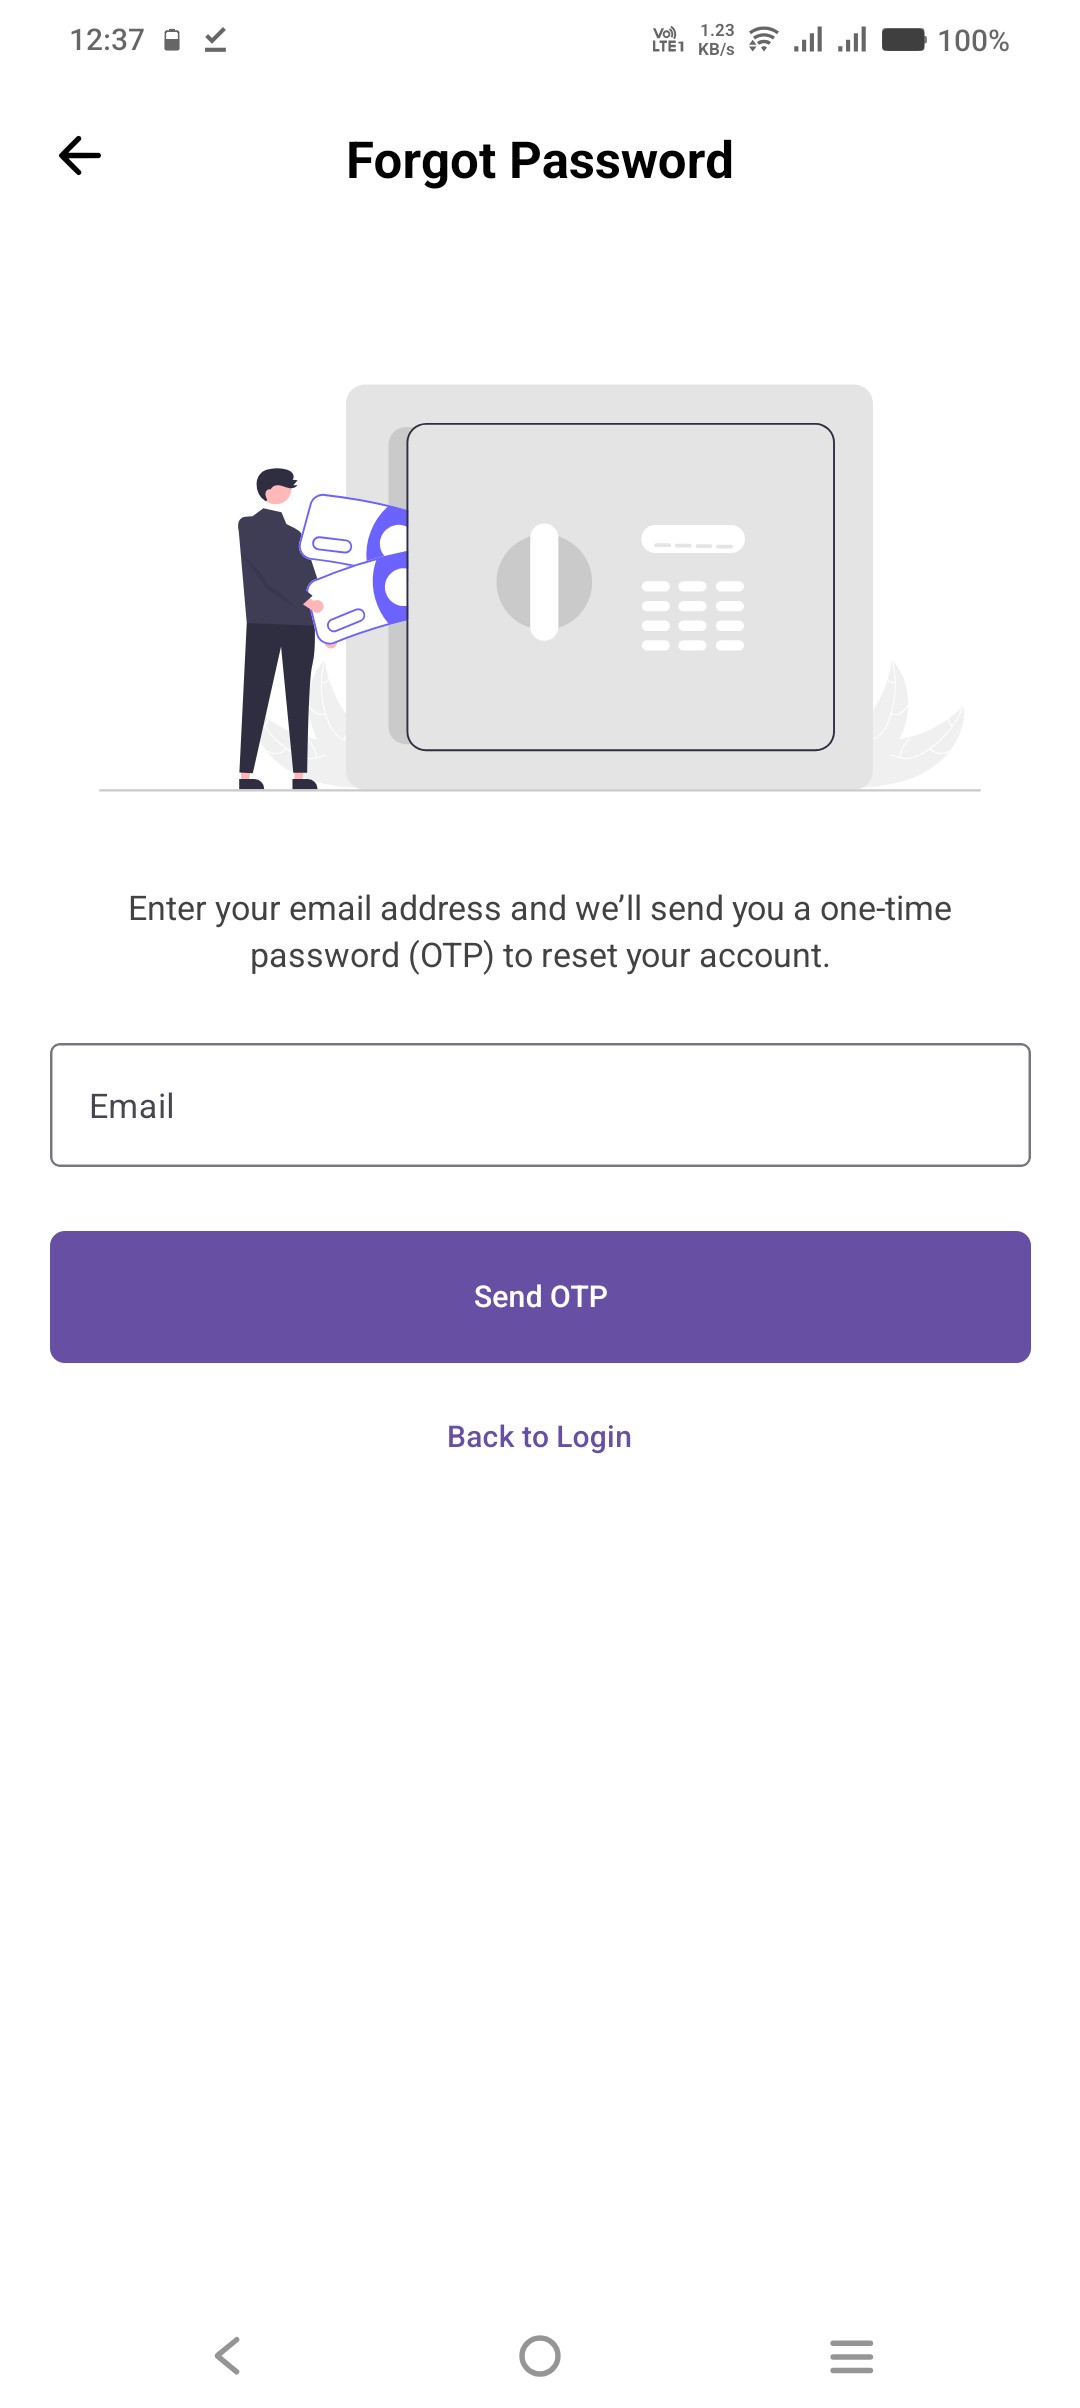 12:37
Vo) LTE1 1.23 KB/s 100%
Forgot Password
Enter your email address and we’ll send you a one-time
password (OTP) to reset your account.
Email
Send OTP
Back to Login